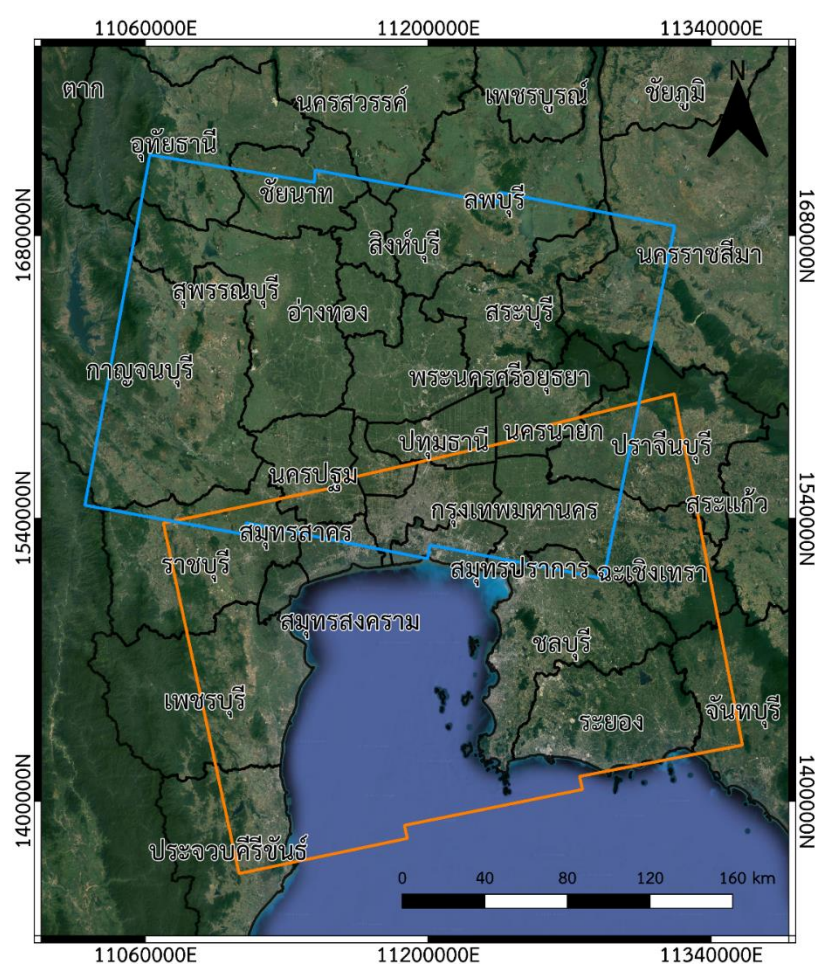 11060000E 11200000E 11340000E
N
ตาก
นครสวรรค์
เพชรบูรณ์
ชัยภูมิ
อุทัยธานี
ชัยนาท
ลพบุรี
สิงห์บุรี
นครราชสีมา
1680000N
1680000N
สุพรรณบุรี
อ่างทอง
สระบุรี
กาญจนบุรี
พระนครศรีอยุธยา
ปทุมธานี
นครนายก
ปราจีนบุรี
นครปฐม
สระแก้ว
กรุงเทพมหานคร
1540000N
1540000N
สมุทรสาคร
ราชบุรี
สมุทรปราการ
ฉะเชิงเทรา
สมุทรสงคราม
ชลบุรี
เพชรบุรี
ระยอง
จันทบุรี
1400000N
1400000N
ประจวบคีรีขันธ์
0 40 80 120 160 km
11060000E 11200000E 11340000E